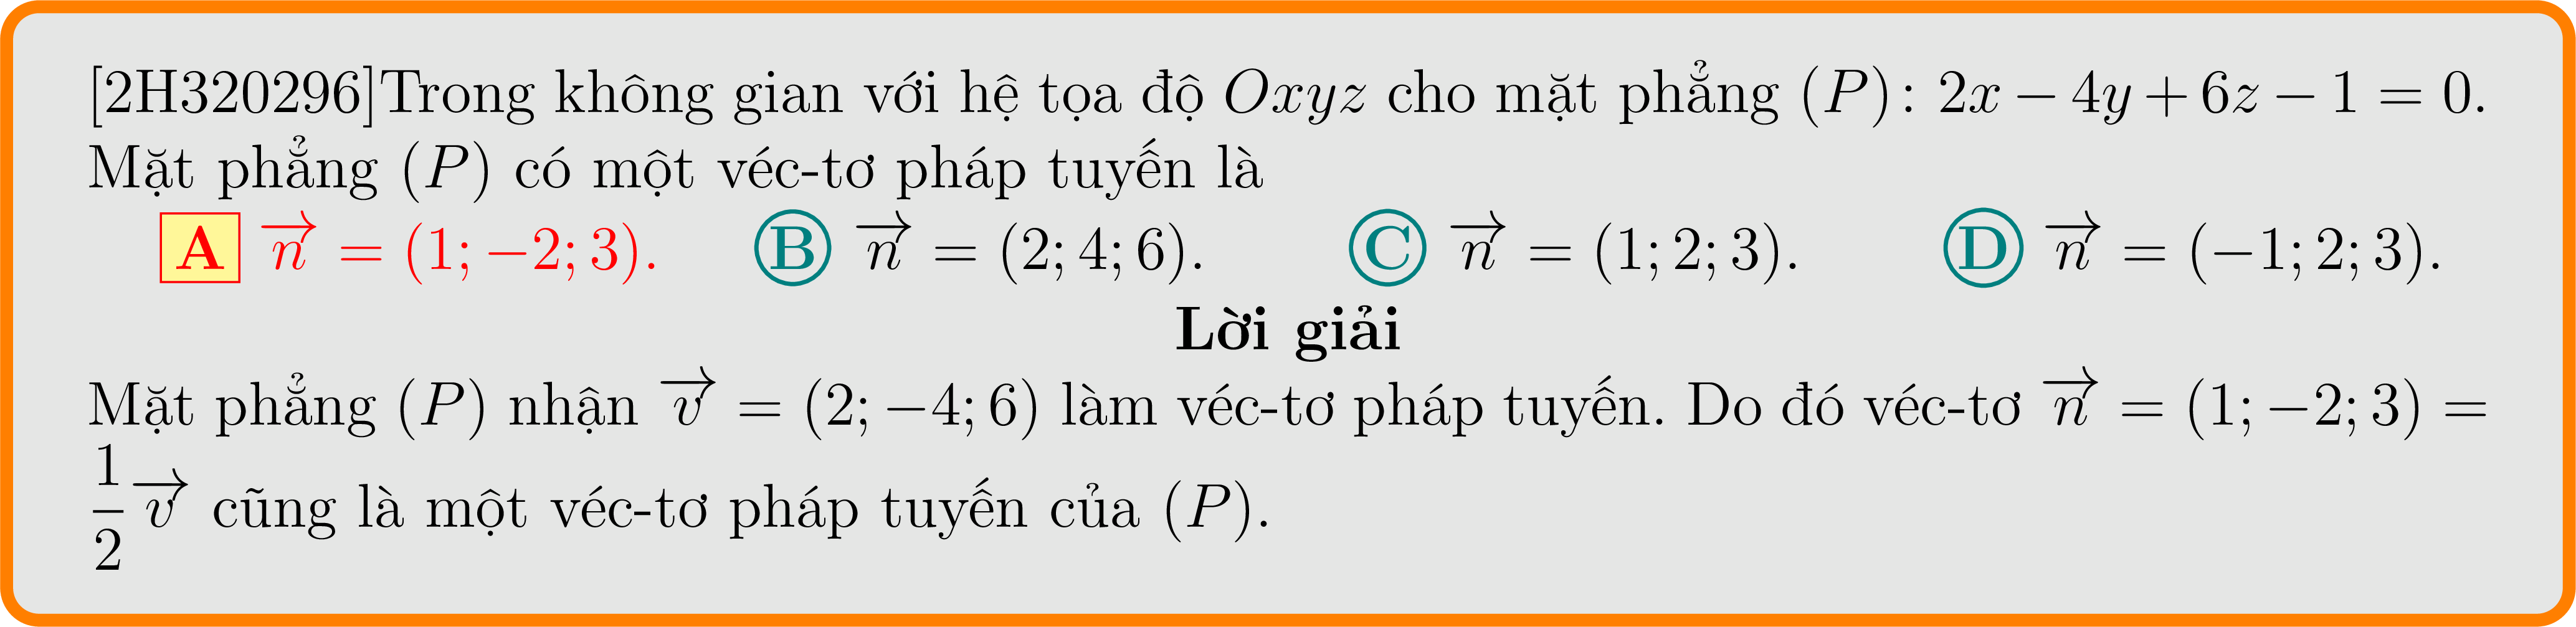 [2H320296]Trong không gian với hệ tọa độ Oxyz cho mặt phẳng (P): 2x − 4y + 6z − 1 = 0.
Mặt phẳng (P) có một véc-tơ pháp tuyến là
A $\overrightarrow{n}$ = (1; −2; 3). B $\overrightarrow{n}$ = (2; 4; 6). C $\overrightarrow{n}$ = (1; 2; 3). D $\overrightarrow{n}$ = (−1; 2; 3).
Lời giải
Mặt phẳng (P) nhận $\overrightarrow{v}$ = (2; −4; 6) làm véc-tơ pháp tuyến. Do đó véc-tơ $\overrightarrow{n}$ = (1; −2; 3) =
$\frac{1}{2}\overrightarrow{v}$ cũng là một véc-tơ pháp tuyến của (P).